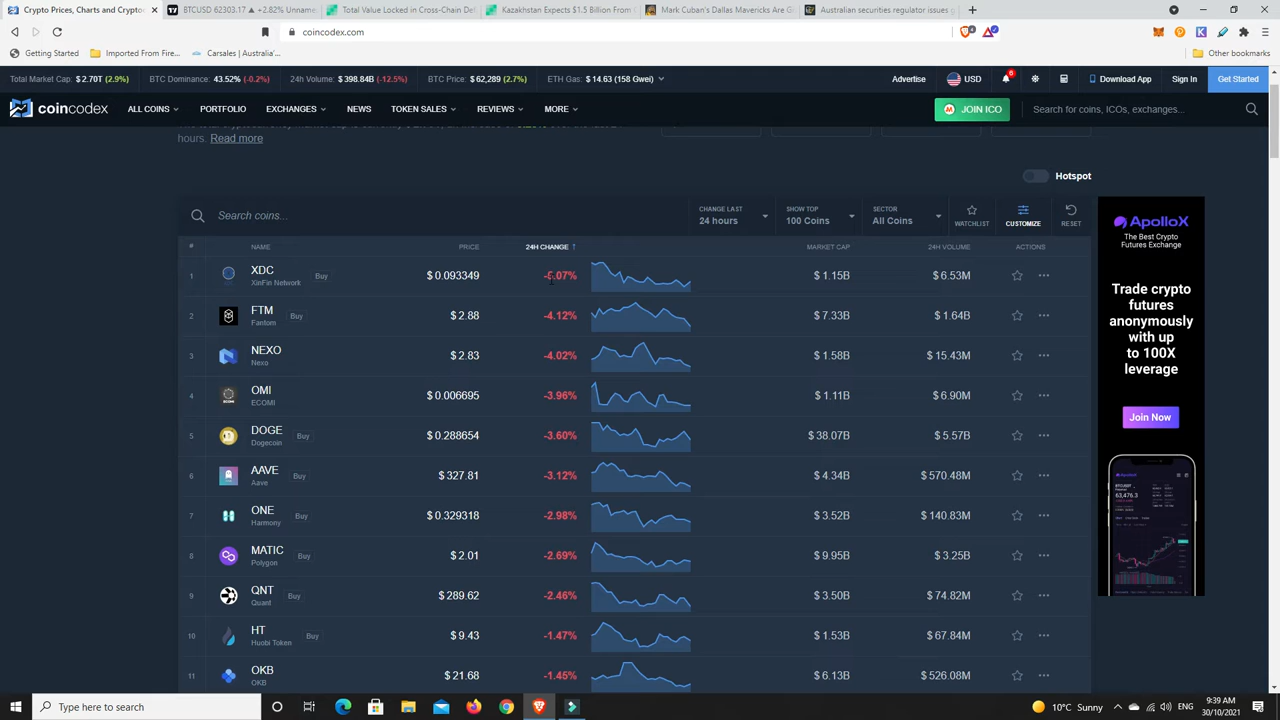 Crypto Prices, Charts and Cryptocu
BTCUSD 62303.17 ▲ +2.82% Unname
Total Value Locked in Cross-Chain De
Kazakhstan Expects $1.5 Billion From
Mark Cuban's Dallas Mavericks Are Gi
Australian securities regulator issues g
coincodex.com
Getting Started
Imported From Fire...
Carsales | Australia'...
Other bookmarks
Total Market Cap: $ 2.70T (2.9%)
BTC Dominance: 43.52% (-0.2%)
24h Volume: $ 398.84B (-12.5%)
BTC Price: $ 62,289 (2.7%)
ETH Gas: $ 14.63 (158 Gwei)
Advertise
USD
6
Download App
Sign In
Get Started
coincodex
ALL COINS
PORTFOLIO
EXCHANGES
NEWS
TOKEN SALES
REVIEWS
MORE
JOIN ICO
Search for coins, ICOs, exchanges...
hours. Read more
Hotspot
Search coins...
CHANGE LAST
24 hours
SHOW TOP
100 Coins
SECTOR
All Coins
WATCHLIST
CUSTOMIZE
RESET
# NAME PRICE 24H CHANGE ↑ MARKET CAP 24H VOLUME ACTIONS
1 XDC Buy $ 0.093349 $ 1.15B $ 6.53M
XinFin Network
2 FTM Buy $ 2.88 -4.12% $ 7.33B $ 1.64B
Fantom
3 NEXO $ 2.83 -4.02% $ 1.58B $ 15.43M
Nexo
4 OMI $ 0.006695 -3.96% $ 1.11B $ 6.90M
ECOMI
5 DOGE Buy $ 0.288654 -3.60% $ 38.07B $ 5.57B
Dogecoin
6 AAVE Buy $ 327.81 -3.12% $ 4.34B $ 570.48M
Aave
7 ONE Buy $ 0.329318 -2.98% $ 3.52B $ 140.83M
Harmony
8 MATIC Buy $ 2.01 -2.69% $ 9.95B $ 3.25B
Polygon
9 QNT Buy $ 289.62 -2.46% $ 3.50B $ 74.82M
Quant
10 HT Buy $ 9.43 -1.47% $ 1.53B $ 67.84M
Huobi Token
11 OKB $ 21.68 -1.45% $ 6.13B $ 526.08M
OKB
ApolloX
The Best Crypto
Futures Exchange
Trade crypto
futures
anonymously
with up
to 100X
leverage
Join Now
63,476.3
Type here to search
10°C Sunny
9:39 AM
30/10/2021